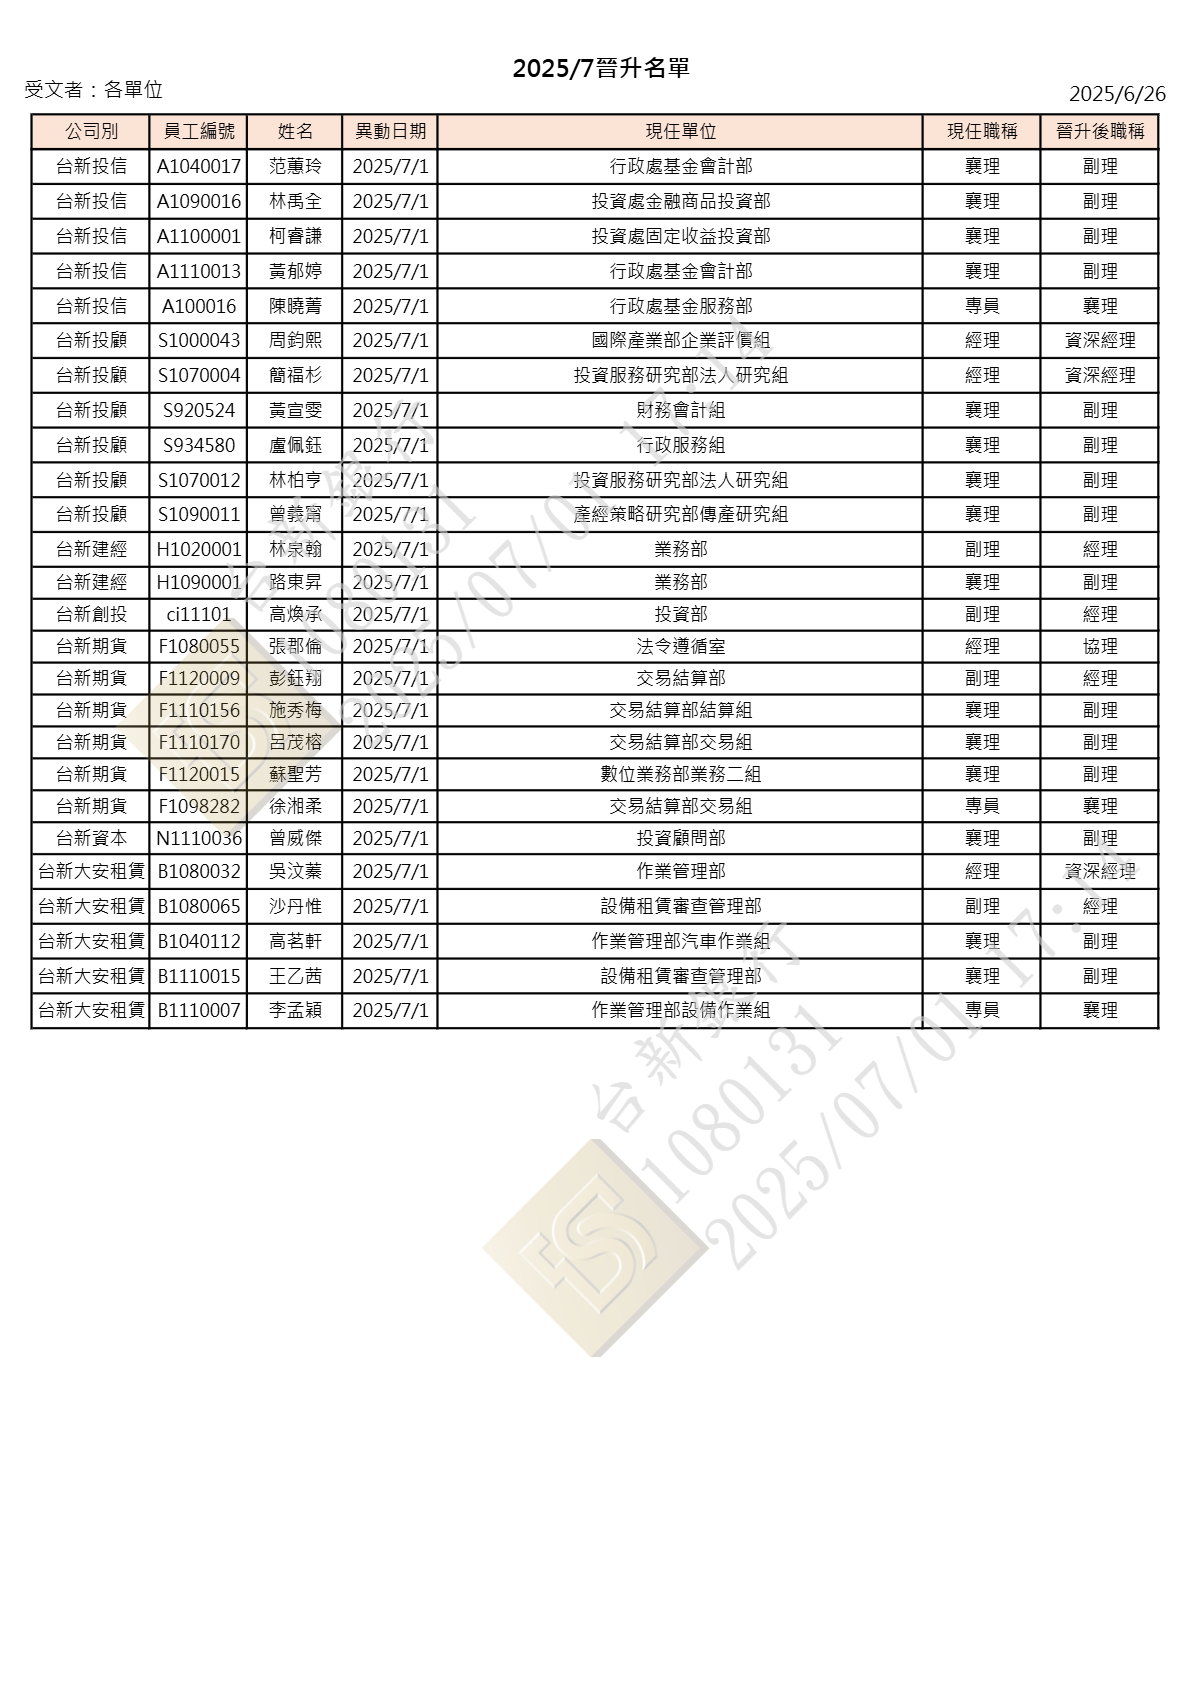 2025/7晉升名單
受文者：各單位
2025/6/26
公司別 員工編號 姓名 異動日期 現任單位 現任職稱 晉升後職稱
台新投信 A1040017 范蕙玲 2025/7/1 行政處基金會計部 襄理 副理
台新投信 A1090016 林禹全 2025/7/1 投資處金融商品投資部 襄理 副理
台新投信 A1100001 柯睿謙 2025/7/1 投資處固定收益投資部 襄理 副理
台新投信 A1110013 黃郁婷 2025/7/1 行政處基金會計部 襄理 副理
台新投信 A100016 陳曉菁 2025/7/1 行政處基金服務部 專員 襄理
台新投顧 S1000043 周鈞熙 2025/7/1 國際產業部企業評價組 經理 資深經理
台新投顧 S1070004 簡福杉 2025/7/1 投資服務研究部法人研究組 經理 資深經理
台新投顧 S920524 黃宣雯 2025/7/1 財務會計組 襄理 副理
台新投顧 S934580 盧佩鈺 2025/7/1 行政服務組 襄理 副理
台新投顧 S1070012 林柏亨 2025/7/1 投資服務研究部法人研究組 襄理 副理
台新投顧 S1090011 曾義甯 2025/7/1 產經策略研究部傳產研究組 襄理 副理
台新建經 H1020001 林泉翰 2025/7/1 業務部 副理 經理
台新建經 H1090001 路東昇 2025/7/1 業務部 襄理 副理
台新創投 ci11101 高煥承 2025/7/1 投資部 副理 經理
台新期貨 F1080055 張郡倫 2025/7/1 法令遵循室 經理 協理
台新期貨 F1120009 彭鈺翔 2025/7/1 交易結算部 副理 經理
台新期貨 F1110156 施秀梅 2025/7/1 交易結算部結算組 襄理 副理
台新期貨 F1110170 呂茂榕 2025/7/1 交易結算部交易組 襄理 副理
台新期貨 F1120015 蘇聖芳 2025/7/1 數位業務部業務二組 襄理 副理
台新期貨 F1098282 徐湘柔 2025/7/1 交易結算部交易組 專員 襄理
台新資本 N1110036 曾威傑 2025/7/1 投資顧問部 襄理 副理
台新大安租賃 B1080032 吳汶蓁 2025/7/1 作業管理部 經理 資深經理
台新大安租賃 B1080065 沙丹惟 2025/7/1 設備租賃審查管理部 副理 經理
台新大安租賃 B1040112 高茗軒 2025/7/1 作業管理部汽車作業組 襄理 副理
台新大安租賃 B1110015 王乙茜 2025/7/1 設備租賃審查管理部 襄理 副理
台新大安租賃 B1110007 李孟穎 2025/7/1 作業管理部設備作業組 專員 襄理
台新銀行
1080131
2025/07/01 17:14
台新銀行
1080131
2025/07/01 17:14